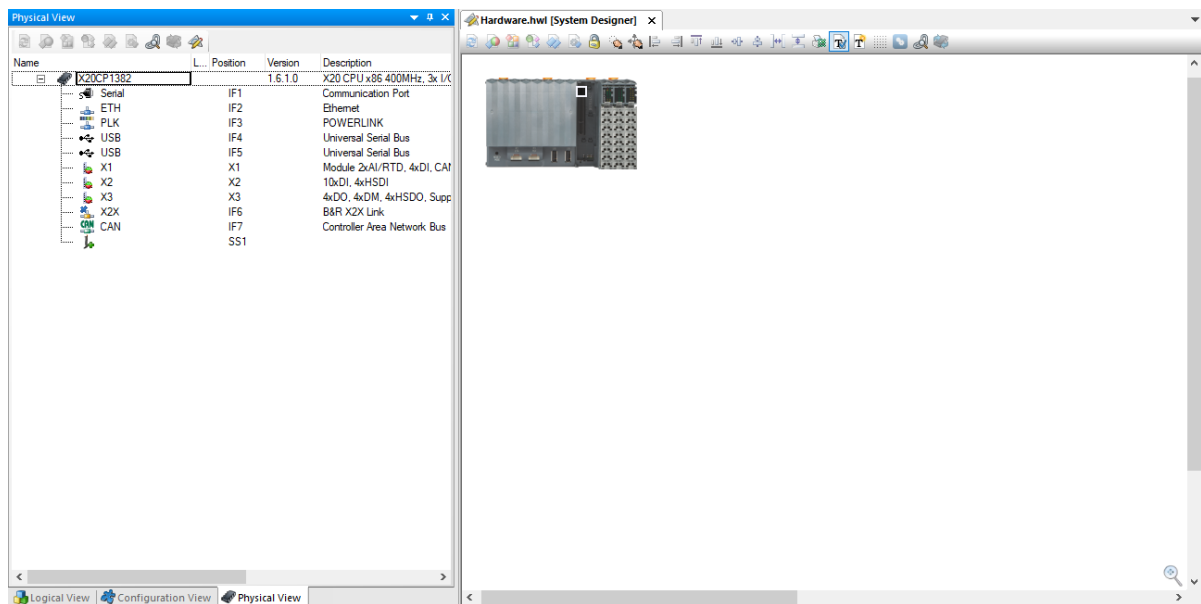 Physical View
Hardware.hwl [System Designer]
Name L... Position Version Description
X20CP1382 1.6.1.0 X20 CPU x86 400MHz, 3x I/C
Serial IF1 Communication Port
ETH IF2 Ethernet
PLK IF3 POWERLINK
USB IF4 Universal Serial Bus
USB IF5 Universal Serial Bus
X1 X1 Module 2xAI/RTD, 4xDI, CAN
X2 X2 10xDI, 4xHSDI
X3 X3 4xDO, 4xDM, 4xHSDO, Supp
X2X IF6 B&R X2X Link
CAN CAN IF7 Controller Area Network Bus
SS1
Logical View Configuration View Physical View